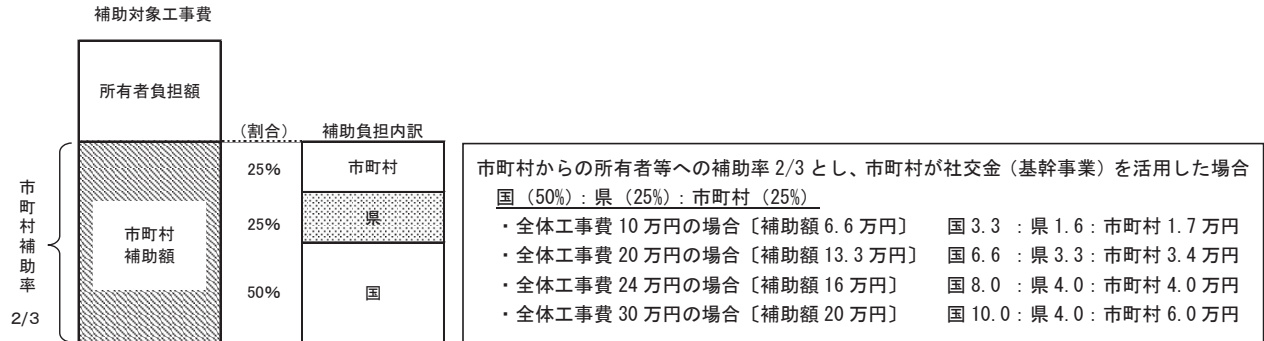 補助対象工事費
所有者負担額
(割合)
補助負担内訳
25%
市町村
25%
県
50%
国
市町村補助額
市町村補助率
2/3
市町村からの所有者等への補助率 2/3 とし、市町村が社交金（基幹事業）を活用した場合
国（50%）：県（25%）：市町村（25%）
・全体工事費 10 万円の場合〔補助額 6.6 万円〕 国 3.3 ：県 1.6：市町村 1.7 万円
・全体工事費 20 万円の場合〔補助額 13.3 万円〕 国 6.6 ：県 3.3：市町村 3.4 万円
・全体工事費 24 万円の場合〔補助額 16 万円〕 国 8.0 ：県 4.0：市町村 4.0 万円
・全体工事費 30 万円の場合〔補助額 20 万円〕 国 10.0：県 4.0：市町村 6.0 万円